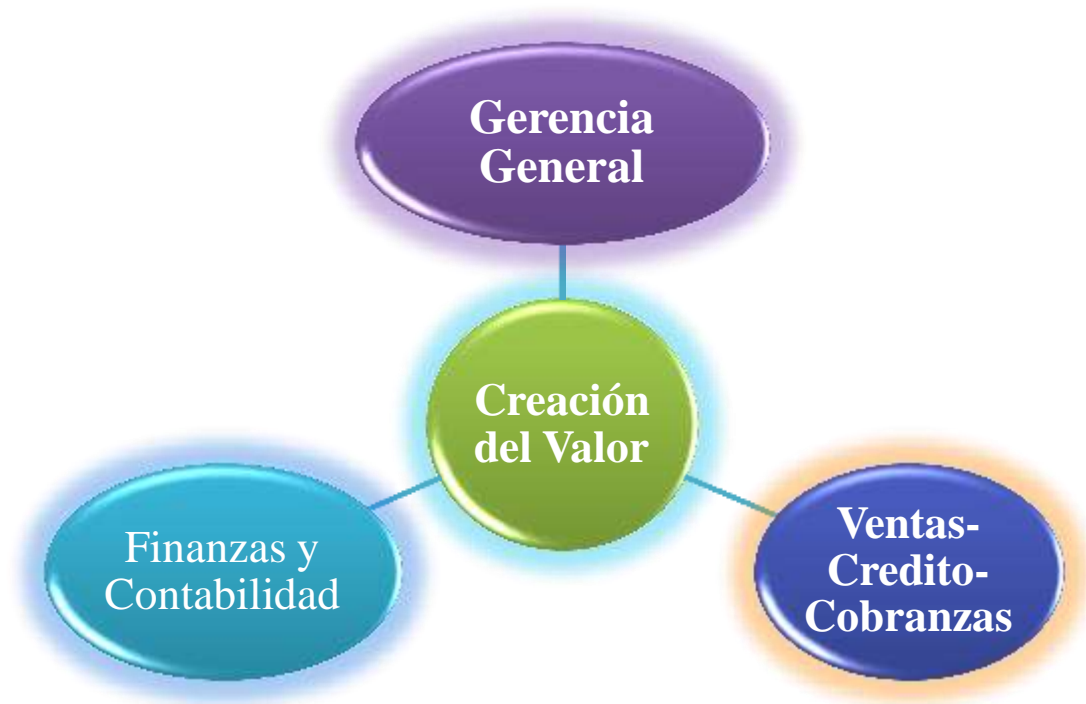 Gerencia
General
Creación
del Valor
Finanzas y
Contabilidad
Ventas-
Credito-
Cobranzas